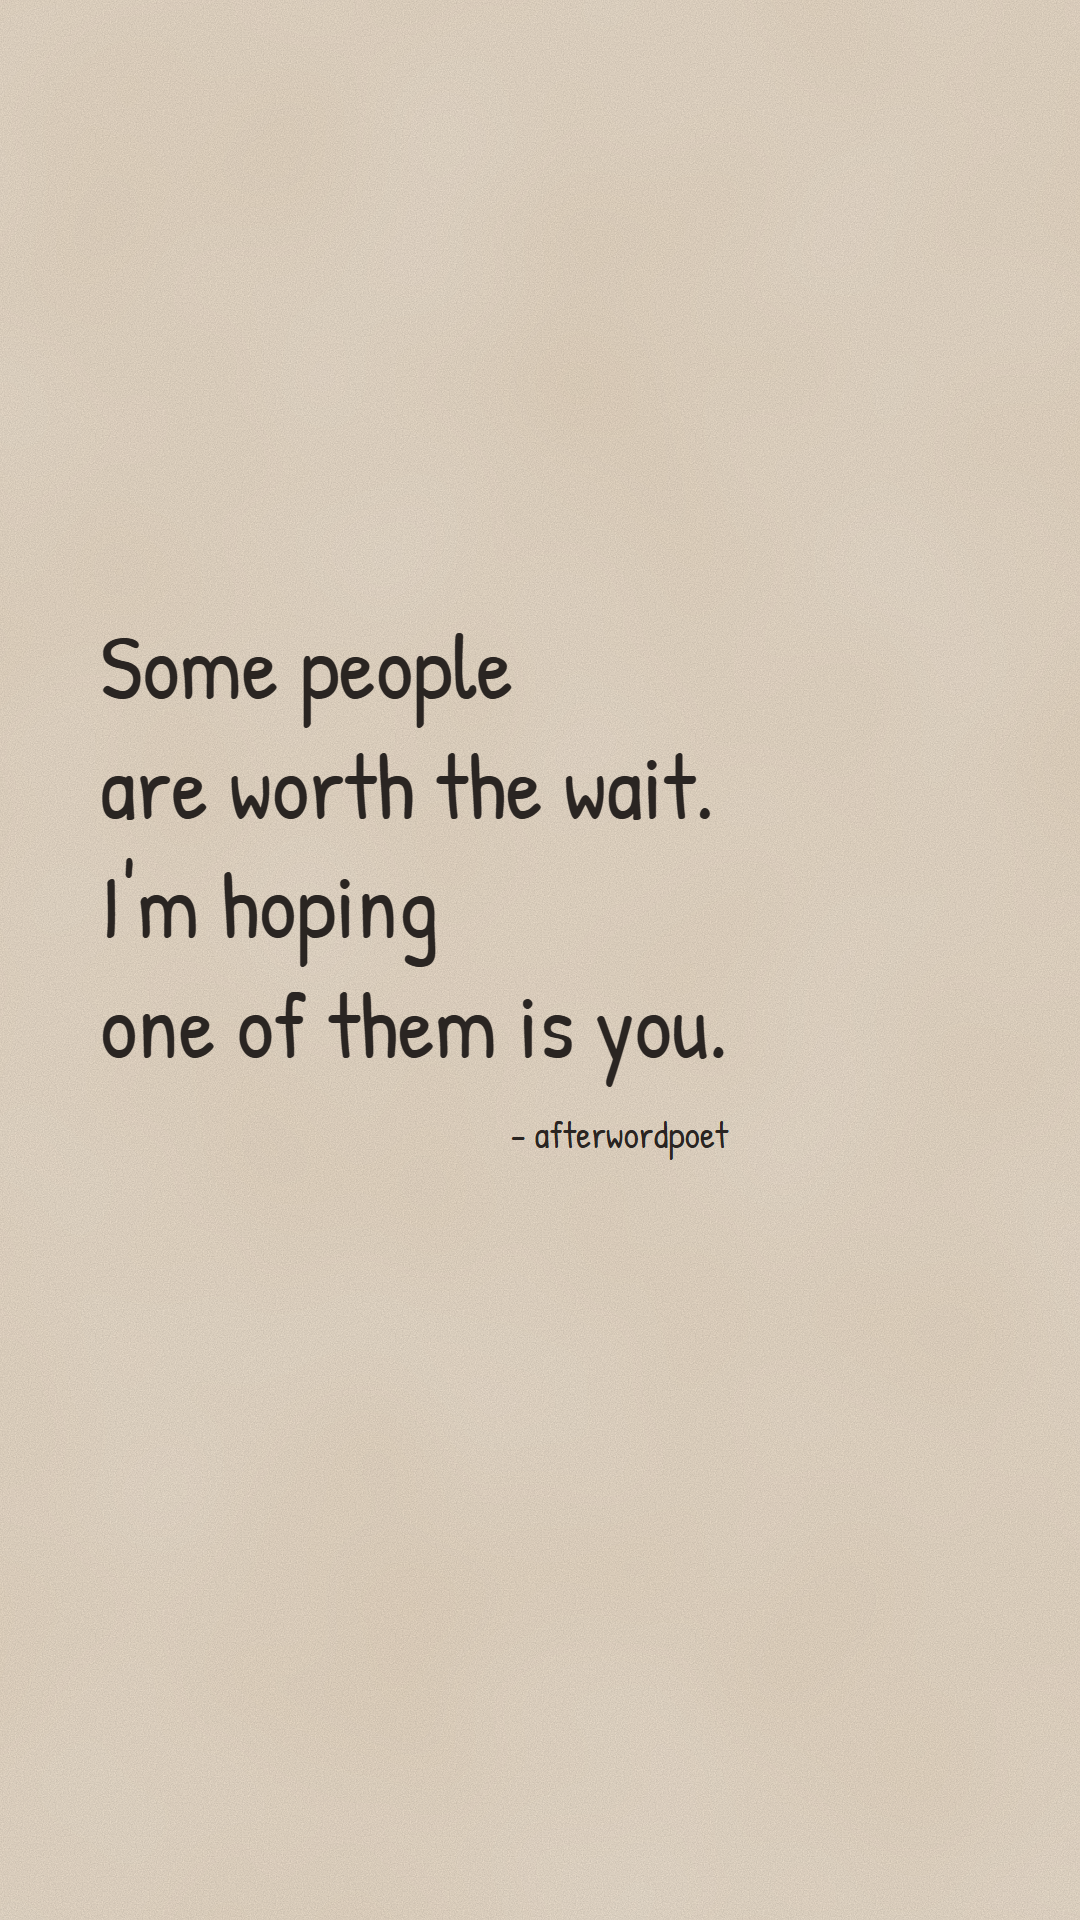 Some people
are worth the wait.
I'm hoping
one of them is you.
- afterwordpoet